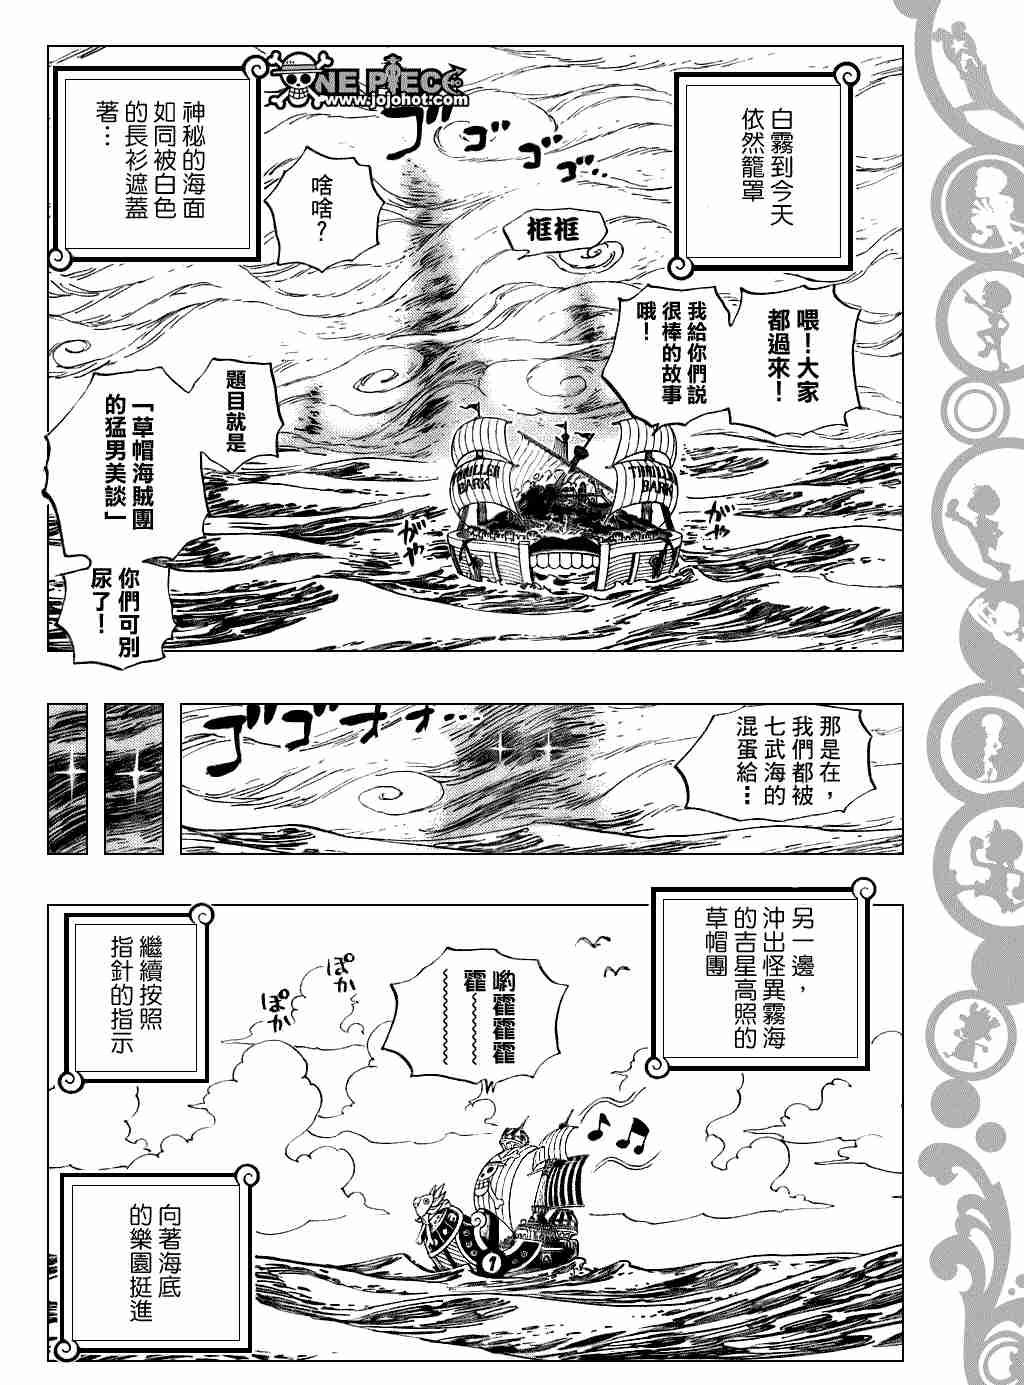 ONE PIECE
www.jojohot.com
白霧到今天
依然籠罩
神秘的海面
如同被白色
的長衫遮蓋
著…
ゴゴゴゴ
框框
啥啥?
喂!大家
都過來!
我給你們說
很棒的故事
哦!
題目就是
「草帽海賊團
的猛男美談」
你們可別
尿了!
THRILLER
BARK
THRILLER
BARK
那是在,
我們都被
七武海的
混蛋給…
ゴゴオォ…
另一邊,
沖出怪異霧海
的吉星高照的
草帽團
喲霍霍霍
霍~~~
ぽか
ぽか
繼續按照
指針的指示
向著海底
的樂園挺進
1